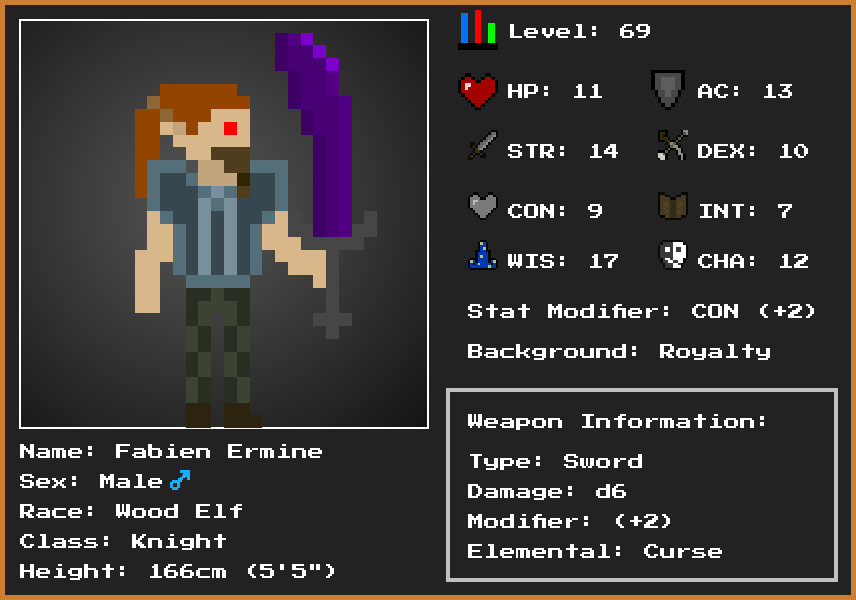 Level: 69
HP: 11
AC: 13
STR: 14
DEX: 10
CON: 9
INT: 7
WIS: 17
CHA: 12
Stat Modifier: CON (+2)
Background: Royalty
Name: Fabien Ermine
Sex: Male ♂
Race: Wood Elf
Class: Knight
Height: 166cm (5'5")
Weapon Information:
Type: Sword
Damage: d6
Modifier: (+2)
Elemental: Curse